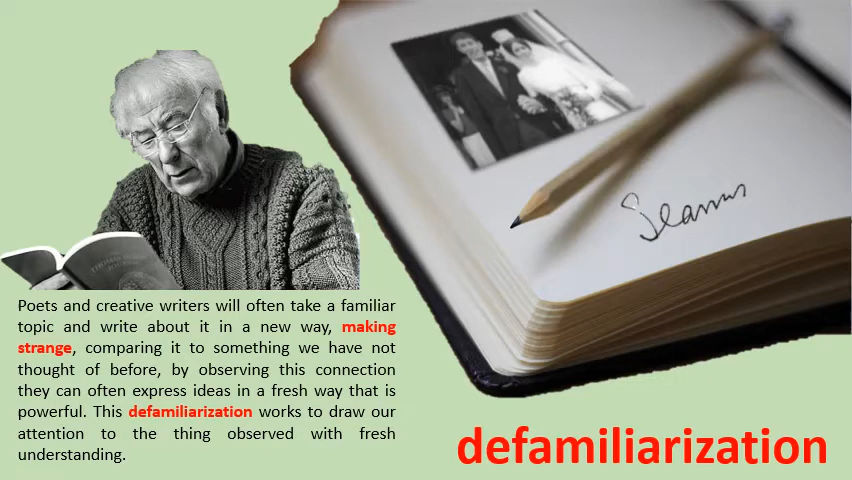 Seamus
Poets and creative writers will often take a familiar
topic and write about it in a new way, making
strange, comparing it to something we have not
thought of before, by observing this connection
they can often express ideas in a fresh way that is
powerful. This defamiliarization works to draw our
attention to the thing observed with fresh
understanding.
defamiliarization